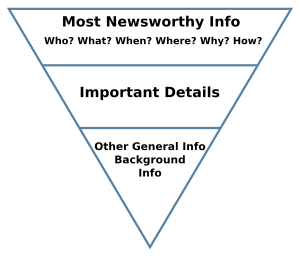 Most Newsworthy Info
Who? What? When? Where? Why? How?
Important Details
Other General Info
Background
Info